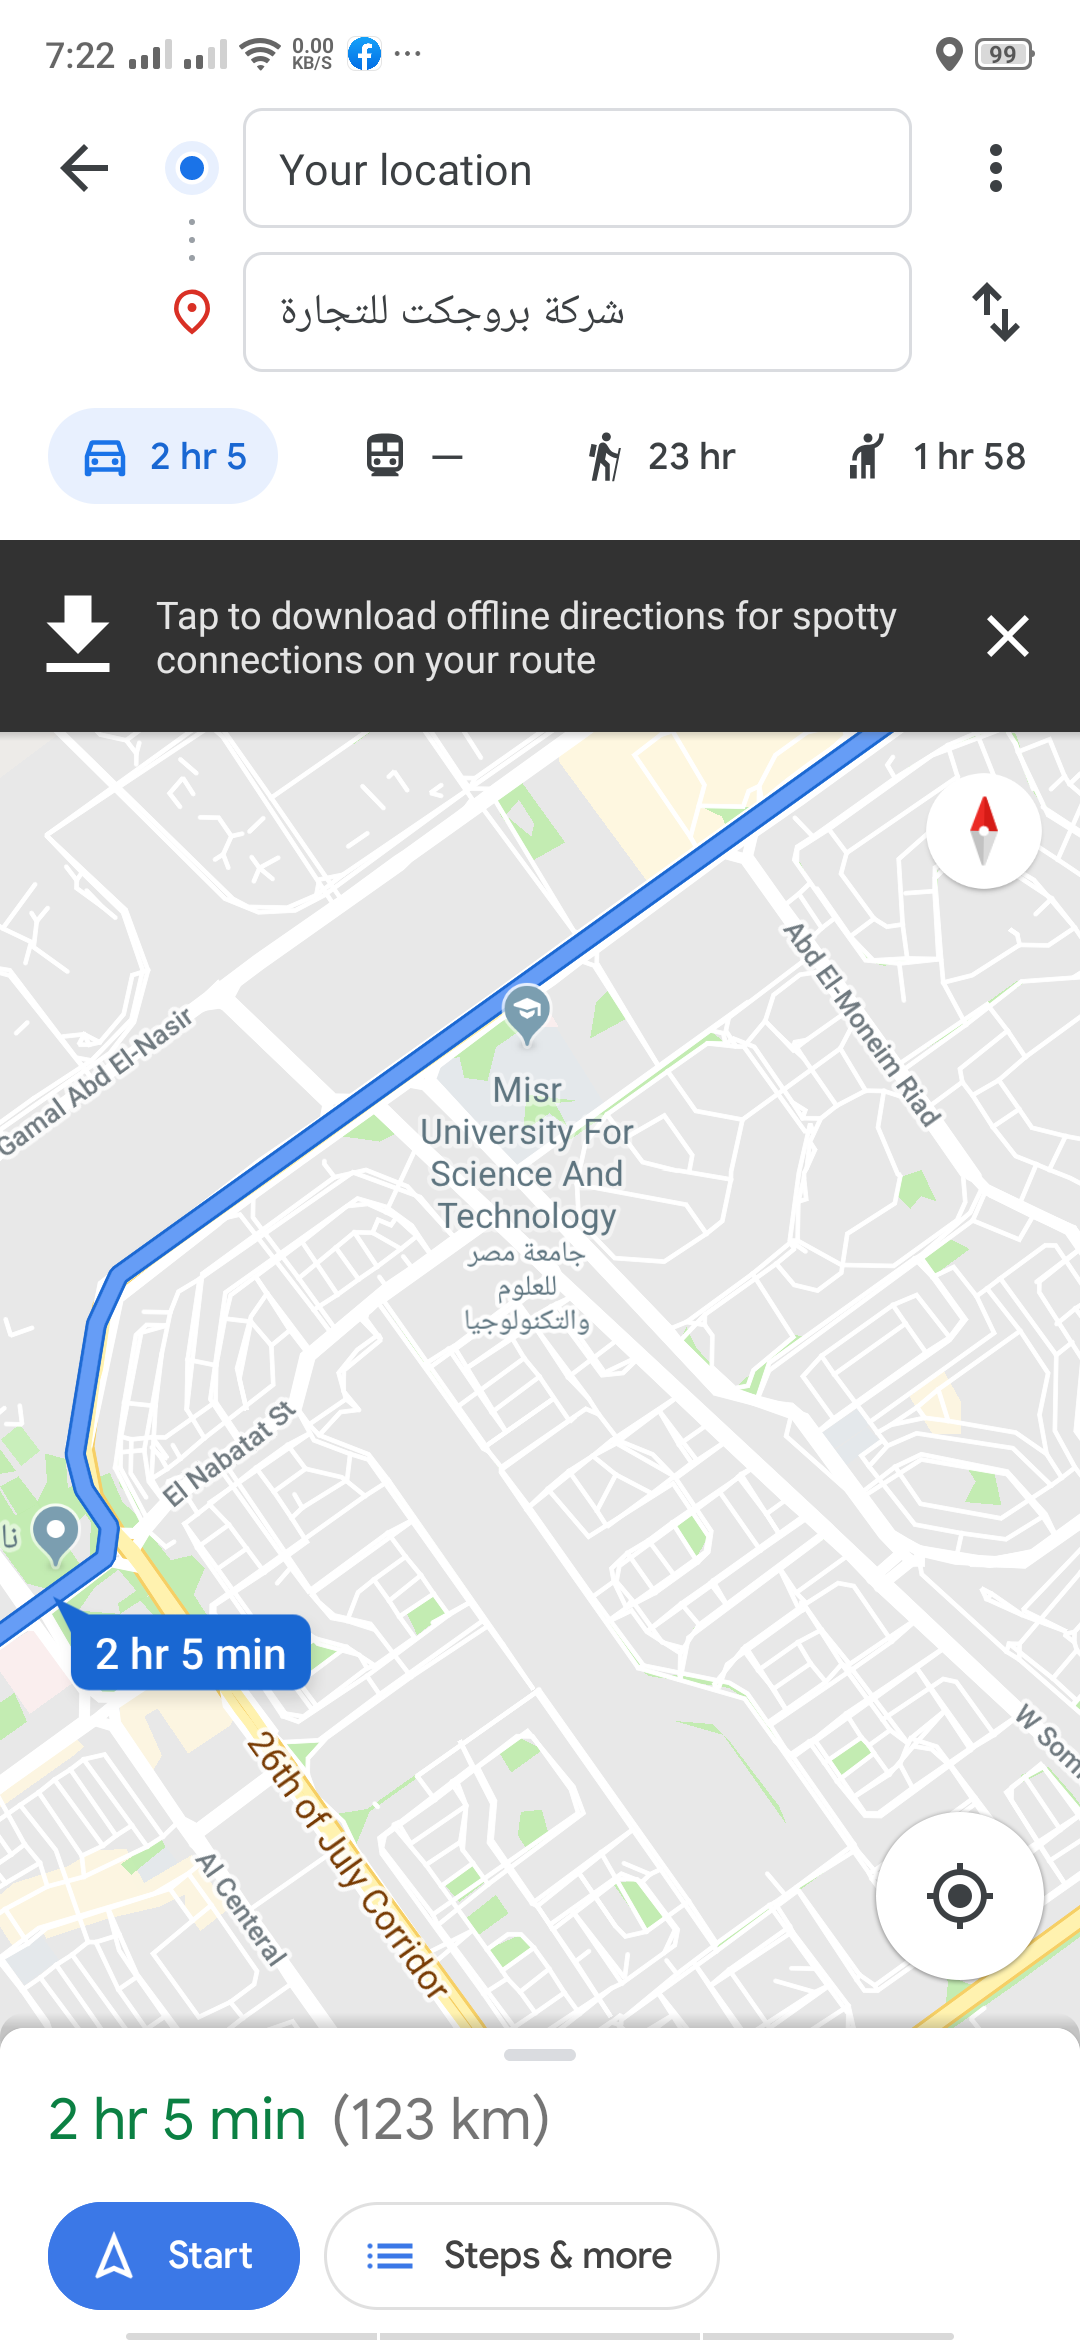 7:22
0.00
KB/S
99
Your location
شركة بروجكت للتجارة
2 hr 5
—
23 hr
1 hr 58
Tap to download offline directions for spotty
connections on your route
Gamal Abd El-Nasir
Abd El-Moneim Riad
Misr
University For
Science And
Technology
جامعة مصر
للعلوم
والتكنولوجيا
El Nabatat St
نا
2 hr 5 min
W Som
26th of July Corridor
Al Centeral
2 hr 5 min (123 km)
Start
Steps & more